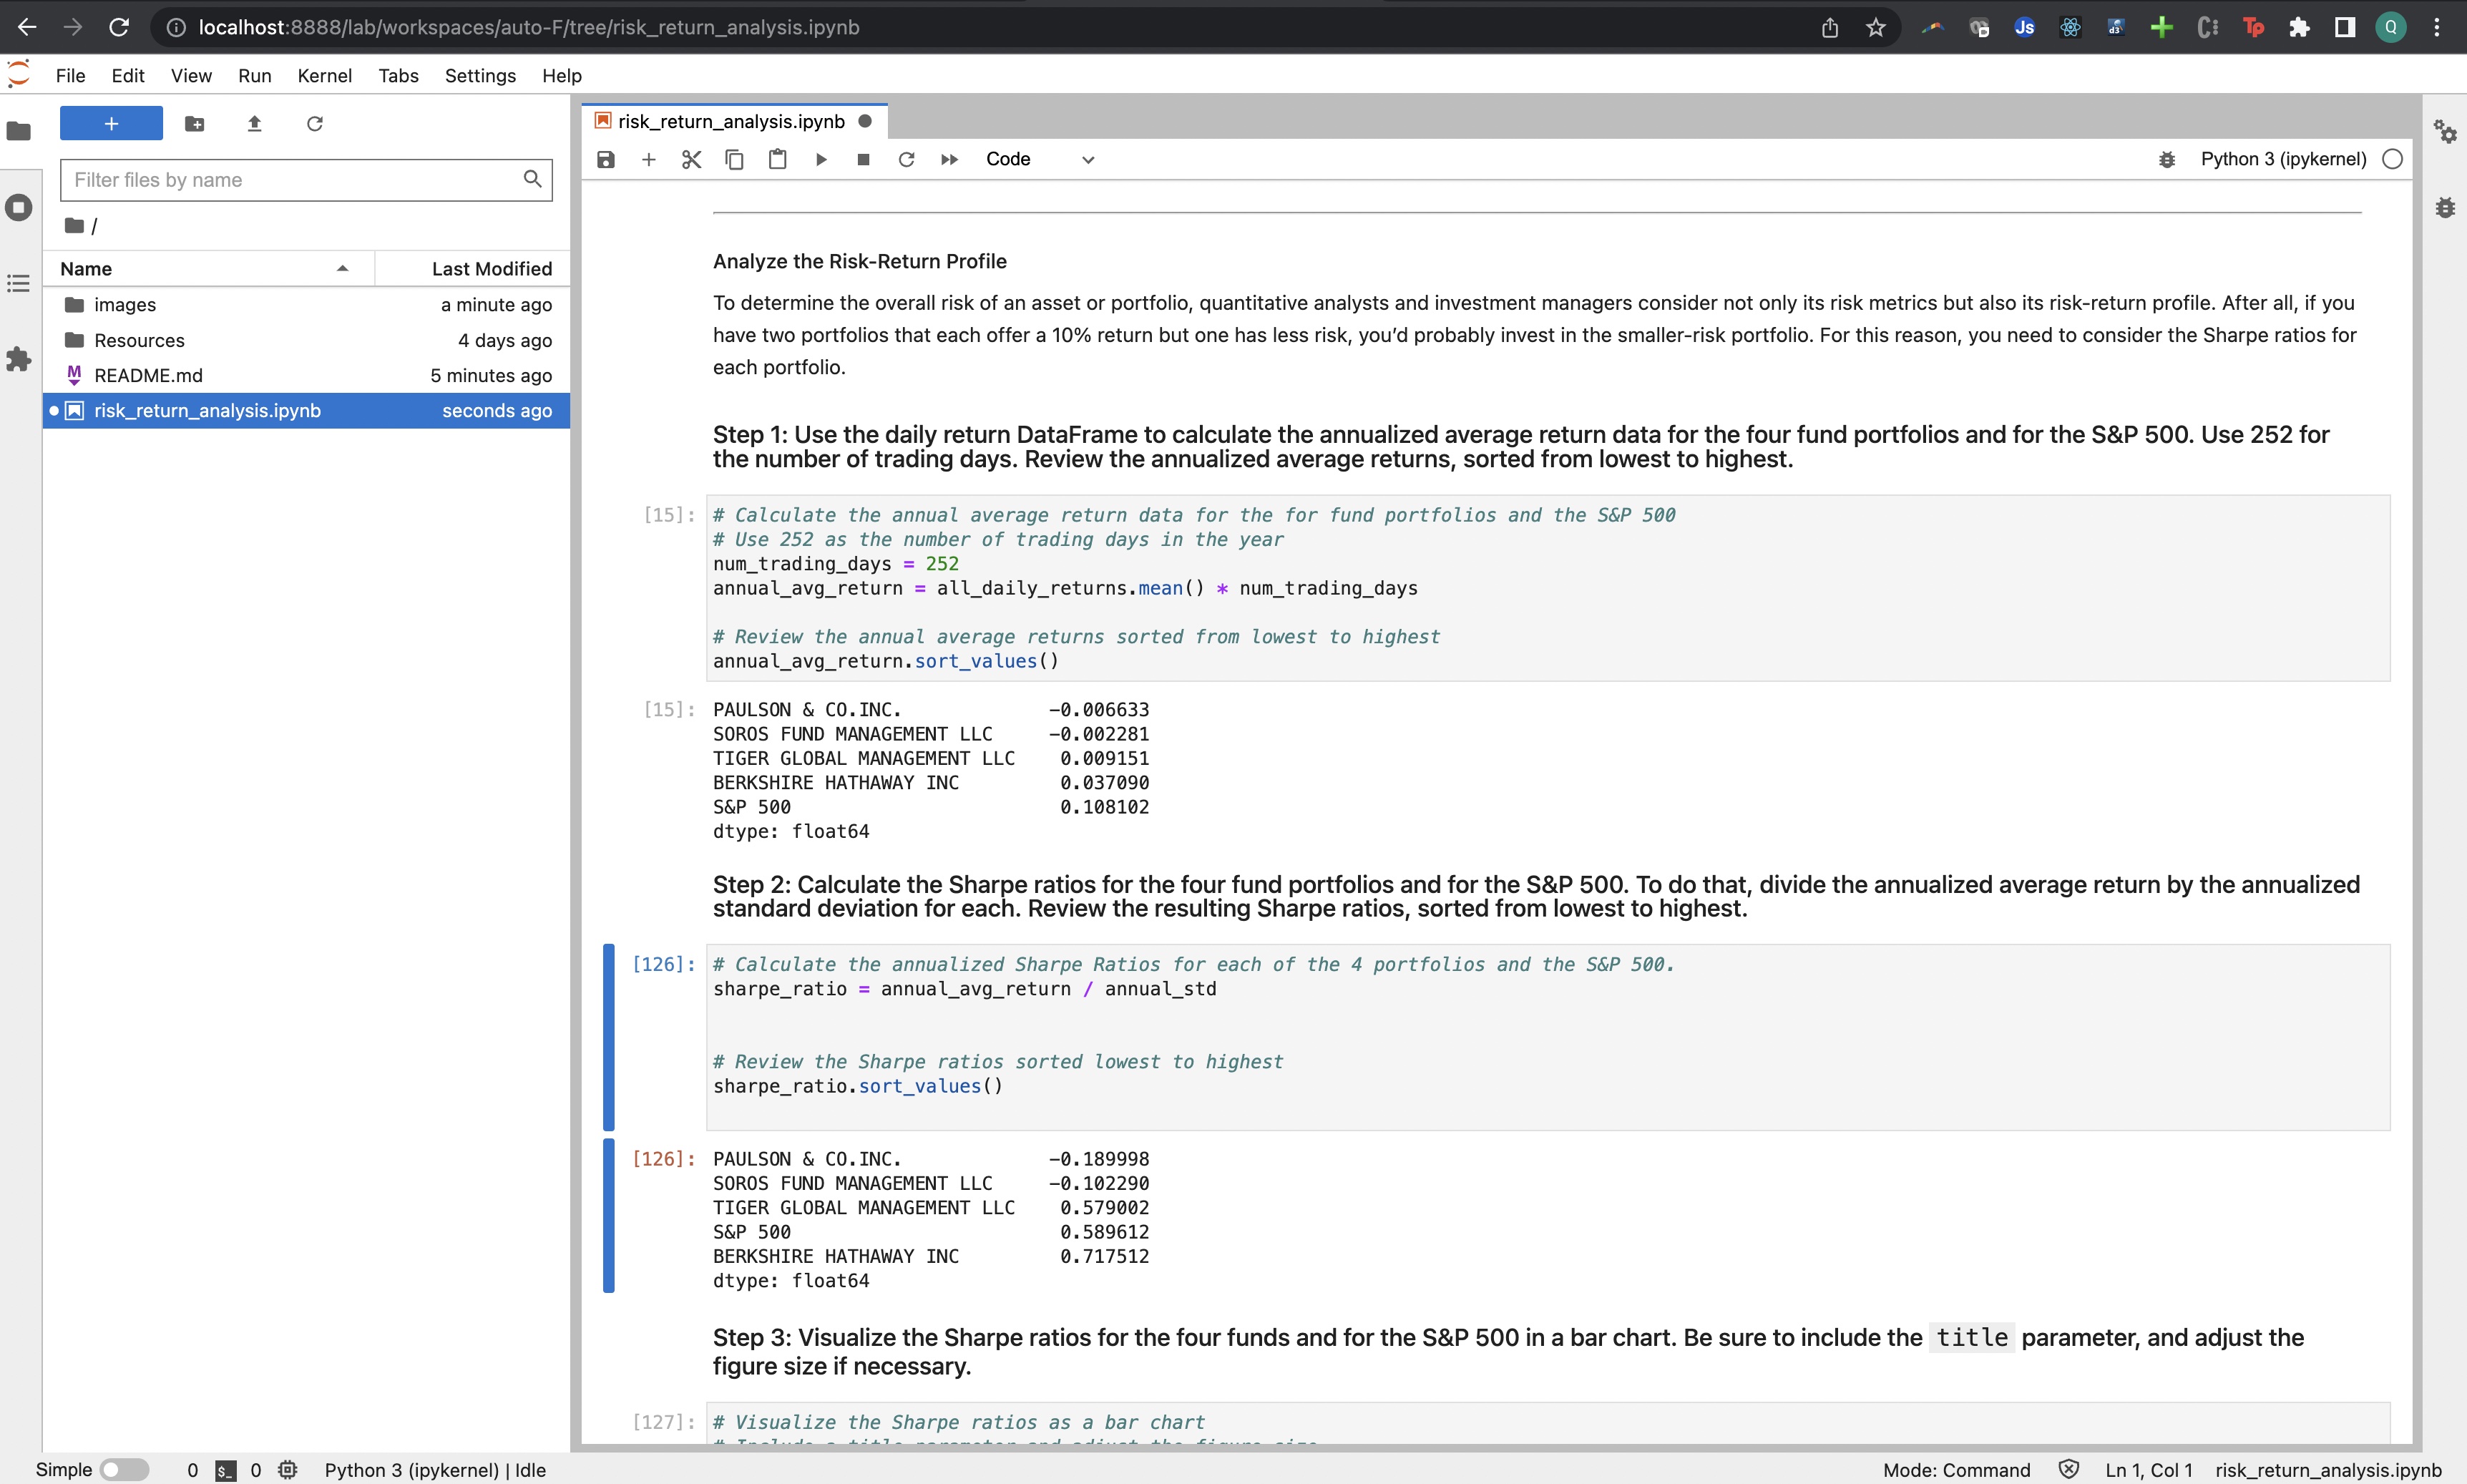 localhost:8888/lab/workspaces/auto-F/tree/risk_return_analysis.ipynb
JS
d3
C
Tp
Q
File Edit View Run Kernel Tabs Settings Help
+
Filter files by name
/
Name Last Modified
images a minute ago
Resources 4 days ago
M README.md 5 minutes ago
risk_return_analysis.ipynb seconds ago
risk_return_analysis.ipynb
Code
Python 3 (ipykernel)
Analyze the Risk-Return Profile
To determine the overall risk of an asset or portfolio, quantitative analysts and investment managers consider not only its risk metrics but also its risk-return profile. After all, if you
have two portfolios that each offer a 10% return but one has less risk, you’d probably invest in the smaller-risk portfolio. For this reason, you need to consider the Sharpe ratios for
each portfolio.
Step 1: Use the daily return DataFrame to calculate the annualized average return data for the four fund portfolios and for the S&P 500. Use 252 for
the number of trading days. Review the annualized average returns, sorted from lowest to highest.
[15]: # Calculate the annual average return data for the for fund portfolios and the S&P 500
# Use 252 as the number of trading days in the year
num_trading_days = 252
annual_avg_return = all_daily_returns.mean() * num_trading_days
# Review the annual average returns sorted from lowest to highest
annual_avg_return.sort_values()
[15]: PAULSON & CO.INC. -0.006633
SOROS FUND MANAGEMENT LLC -0.002281
TIGER GLOBAL MANAGEMENT LLC 0.009151
BERKSHIRE HATHAWAY INC 0.037090
S&P 500 0.108102
dtype: float64
Step 2: Calculate the Sharpe ratios for the four fund portfolios and for the S&P 500. To do that, divide the annualized average return by the annualized
standard deviation for each. Review the resulting Sharpe ratios, sorted from lowest to highest.
[126]: # Calculate the annualized Sharpe Ratios for each of the 4 portfolios and the S&P 500.
sharpe_ratio = annual_avg_return / annual_std
# Review the Sharpe ratios sorted lowest to highest
sharpe_ratio.sort_values()
[126]: PAULSON & CO.INC. -0.189998
SOROS FUND MANAGEMENT LLC -0.102290
TIGER GLOBAL MANAGEMENT LLC 0.579002
S&P 500 0.589612
BERKSHIRE HATHAWAY INC 0.717512
dtype: float64
Step 3: Visualize the Sharpe ratios for the four funds and for the S&P 500 in a bar chart. Be sure to include the title parameter, and adjust the
figure size if necessary.
[127]: # Visualize the Sharpe ratios as a bar chart
# Include a title parameter and adjust the figure size
Simple 0 $_ 0 Python 3 (ipykernel) | Idle Mode: Command Ln 1, Col 1 risk_return_analysis.ipynb